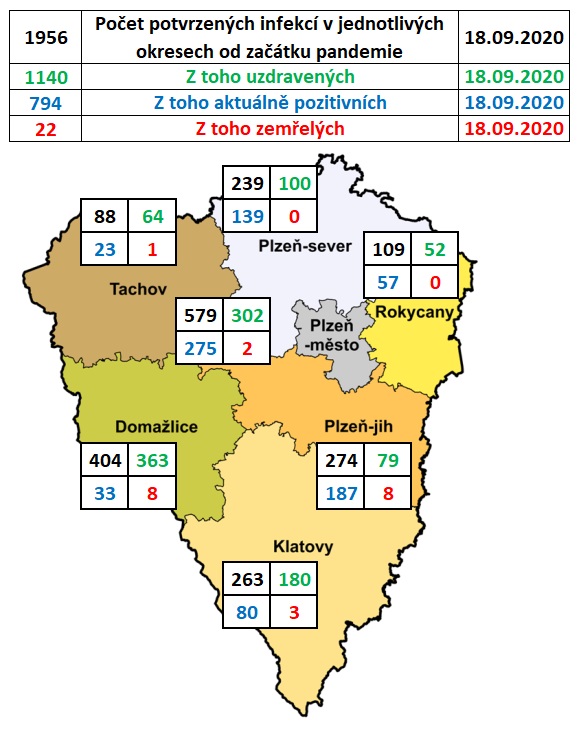 1956 Počet potvrzených infekcí v jednotlivých okresech od začátku pandemie 18.09.2020
1140 Z toho uzdravených 18.09.2020
794 Z toho aktuálně pozitivních 18.09.2020
22 Z toho zemřelých 18.09.2020
239 100
139 0
Plzeň-sever
88 64
23 1
Tachov
109 52
57 0
Rokycany
579 302
275 2
Plzeň
-město
Domažlice
404 363
33 8
Plzeň-jih
274 79
187 8
Klatovy
263 180
80 3